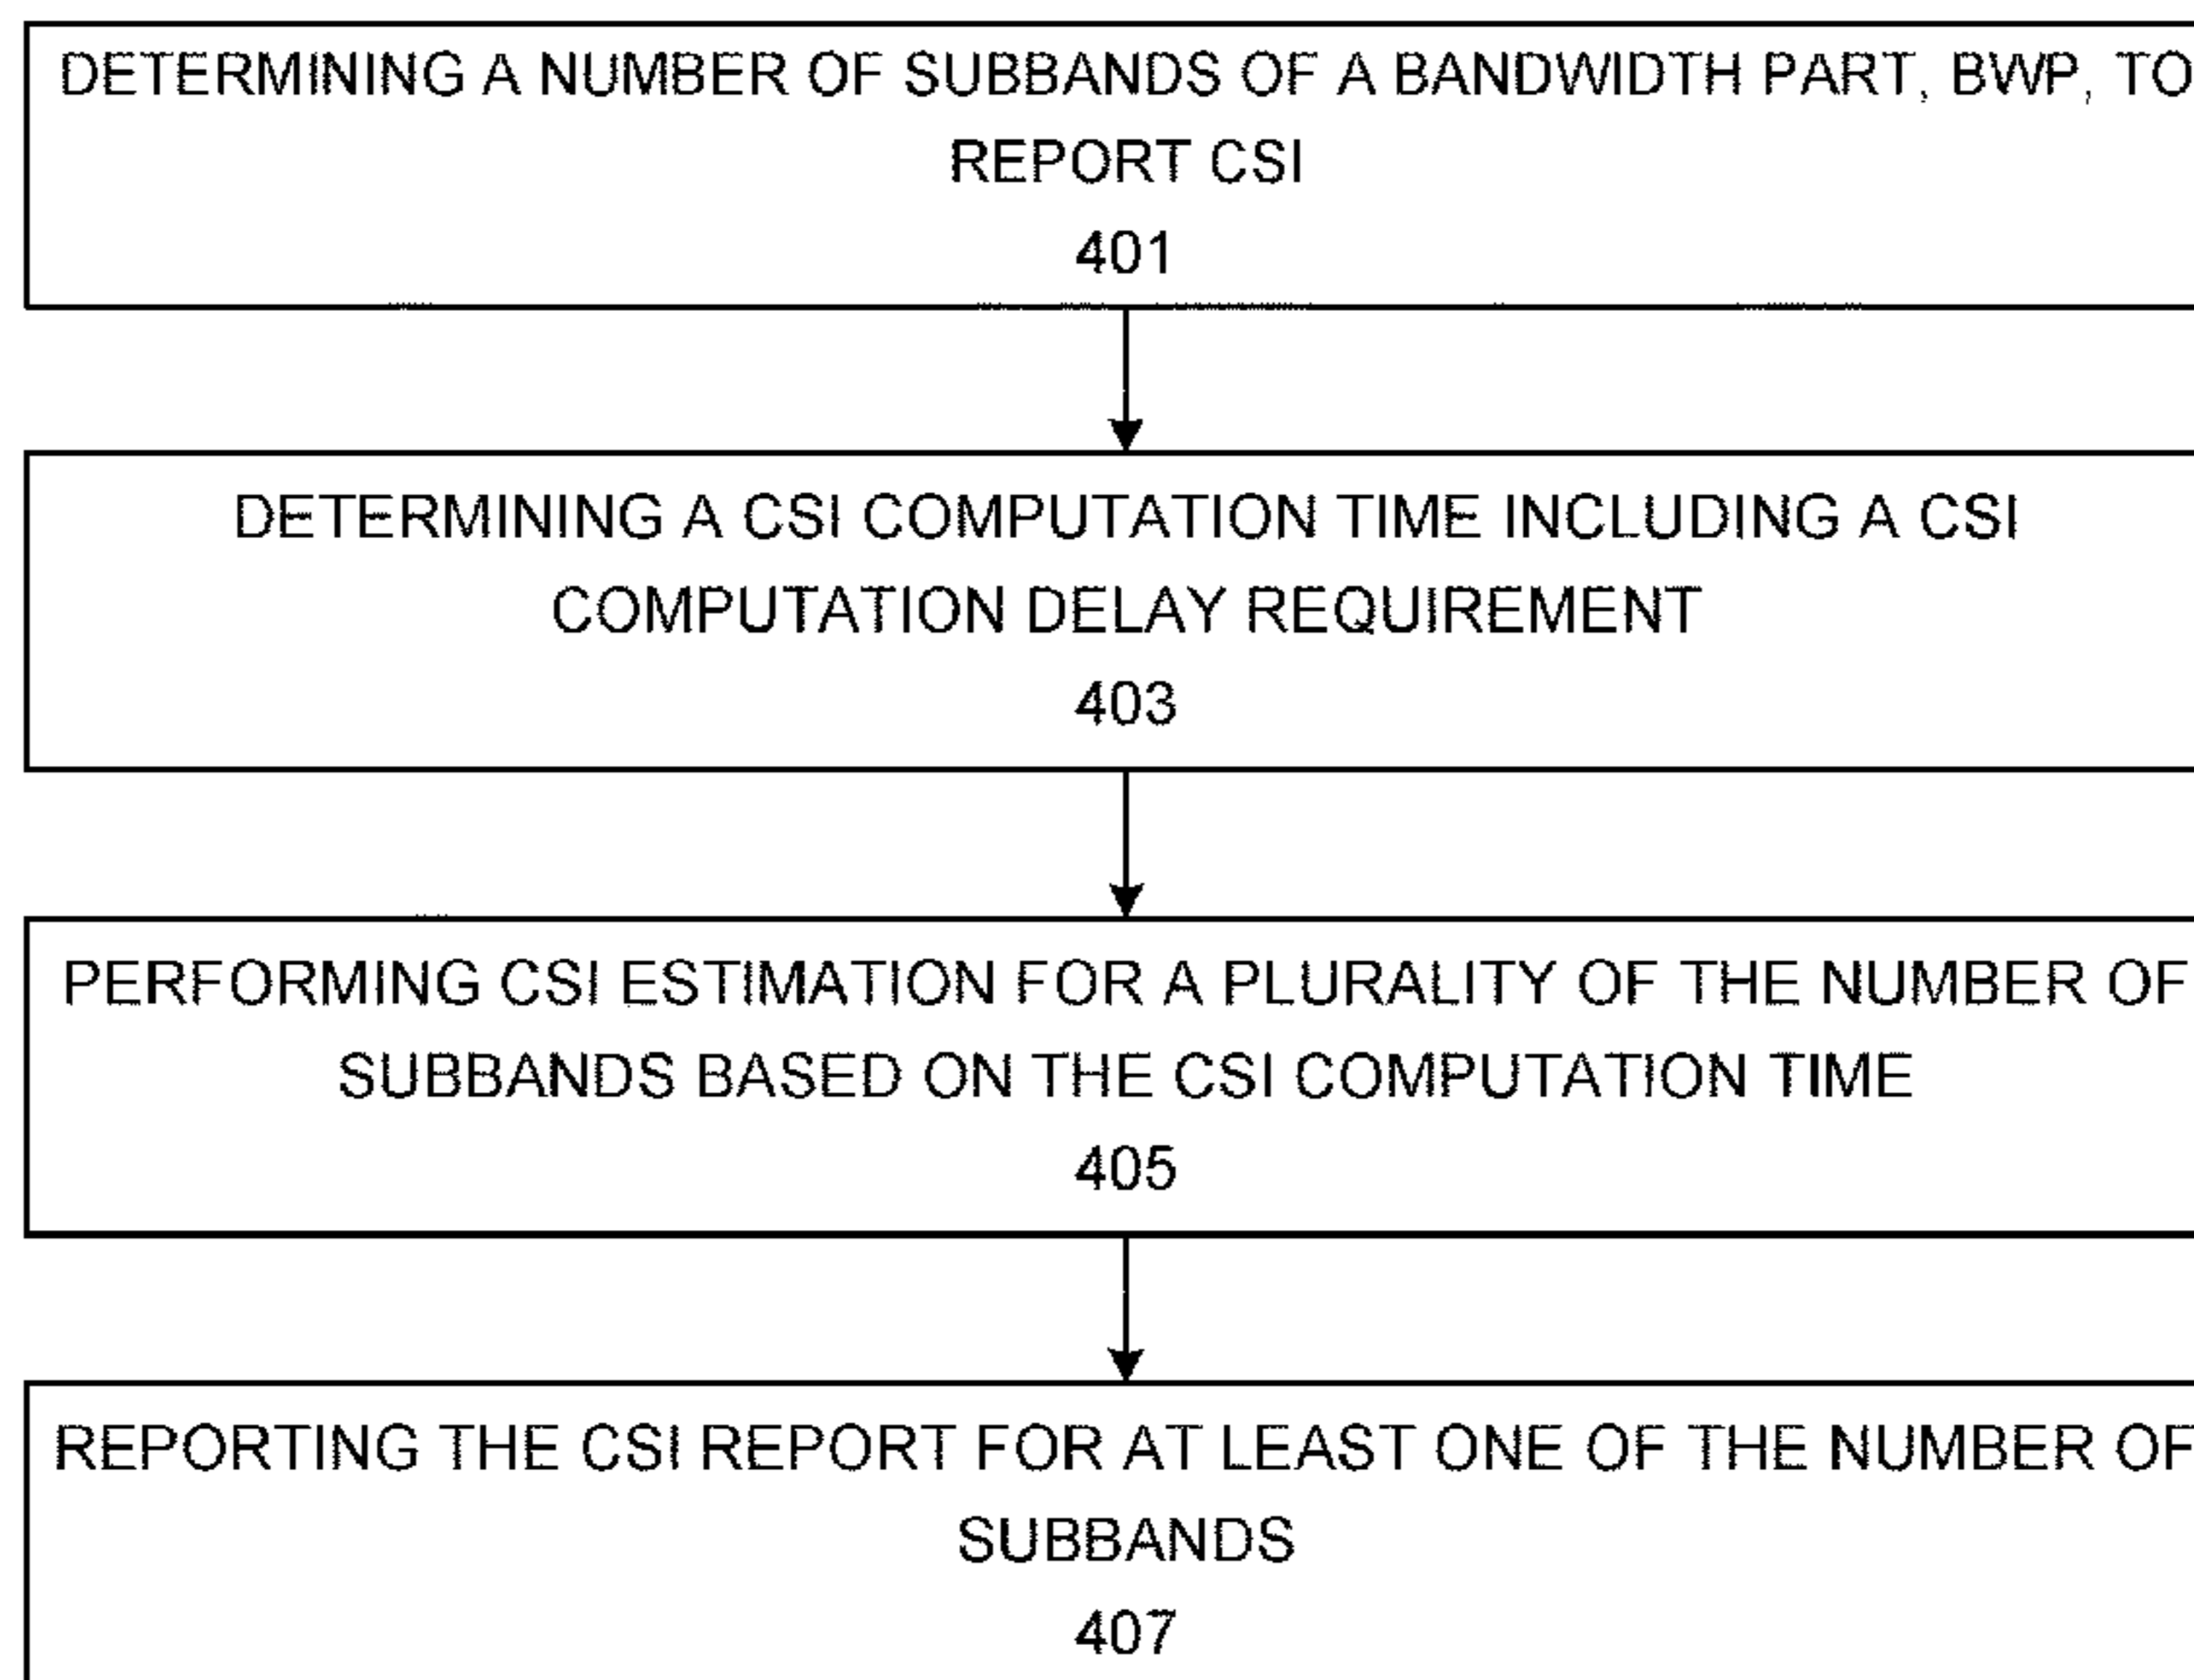 DETERMINING A NUMBER OF SUBBANDS OF A BANDWIDTH PART, BWP, TO
REPORT CSI
401
DETERMINING A CSI COMPUTATION TIME INCLUDING A CSI
COMPUTATION DELAY REQUIREMENT
403
PERFORMING CSI ESTIMATION FOR A PLURALITY OF THE NUMBER OF
SUBBANDS BASED ON THE CSI COMPUTATION TIME
405
REPORTING THE CSI REPORT FOR AT LEAST ONE OF THE NUMBER OF
SUBBANDS
407